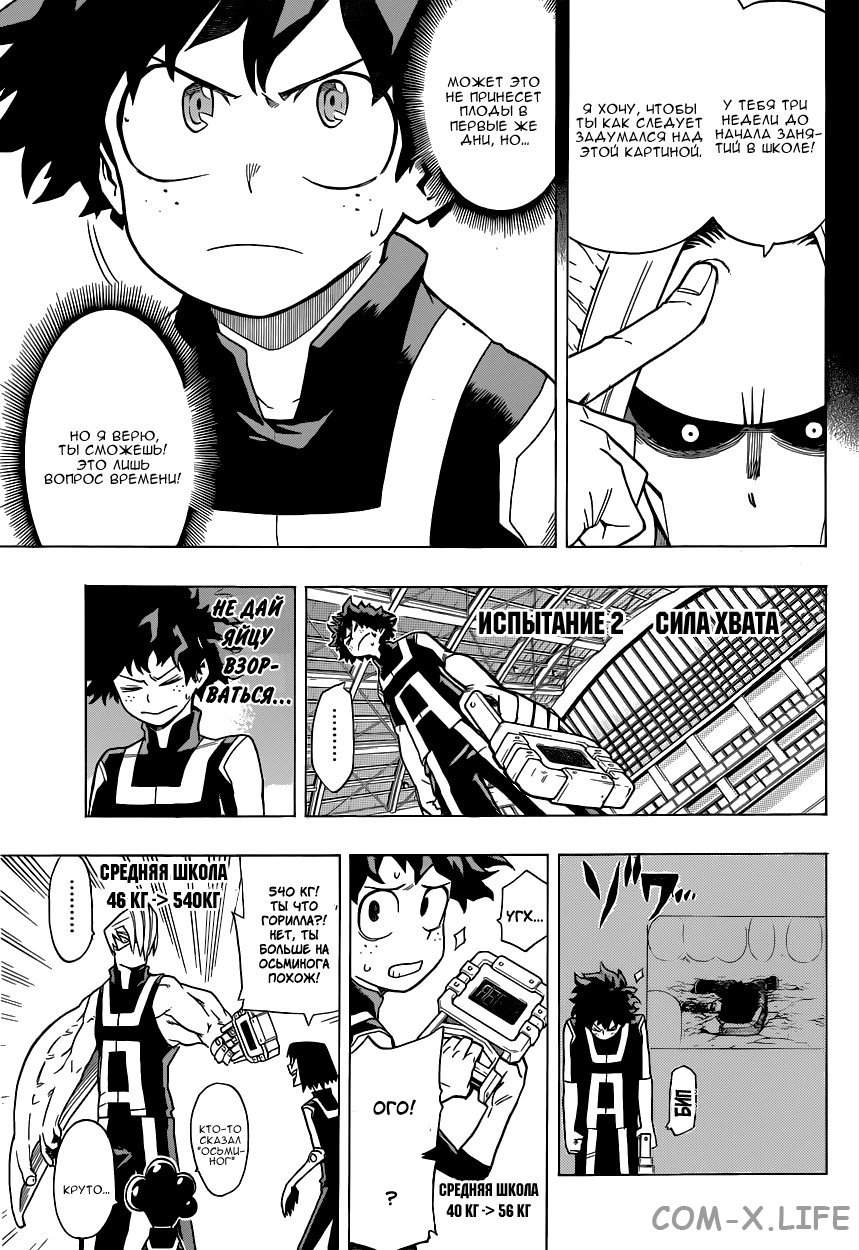 У ТЕБЯ ТРИ
НЕДЕЛИ ДО
НАЧАЛА ЗАНЯ-
ТИЙ В ШКОЛЕ!
Я ХОЧУ, ЧТОБЫ
ТЫ КАК СЛЕДУЕТ
ЗАДУМАЛСЯ НАД
ЭТОЙ КАРТИНОЙ.
МОЖЕТ ЭТО
НЕ ПРИНЕСЕТ
ПЛОДЫ В
ПЕРВЫЕ ЖЕ
ДНИ, НО...
НО Я ВЕРЮ,
ТЫ СМОЖЕШЬ!
ЭТО ЛИШЬ
ВОПРОС ВРЕМЕНИ!
ИСПЫТАНИЕ 2 СИЛА ХВАТА
.........
НЕ ДАЙ
ЯЙЦУ
ВЗОР-
ВАТЬСЯ...
ゾワ...
БИП
УГХ...
ОГО!
?
СРЕДНЯЯ ШКОЛА
40 КГ -> 56 КГ
540 КГ!
ТЫ ЧТО
ГОРИЛЛА?!
НЕТ, ТЫ
БОЛЬШЕ НА
ОСЬМИНОГА
ПОХОЖ!
СРЕДНЯЯ ШКОЛА
46 КГ -> 540КГ
........
КТО-ТО
СКАЗАЛ
"ОСЬМИ-
НОГ"
КРУТО...
COM-X.LIFE